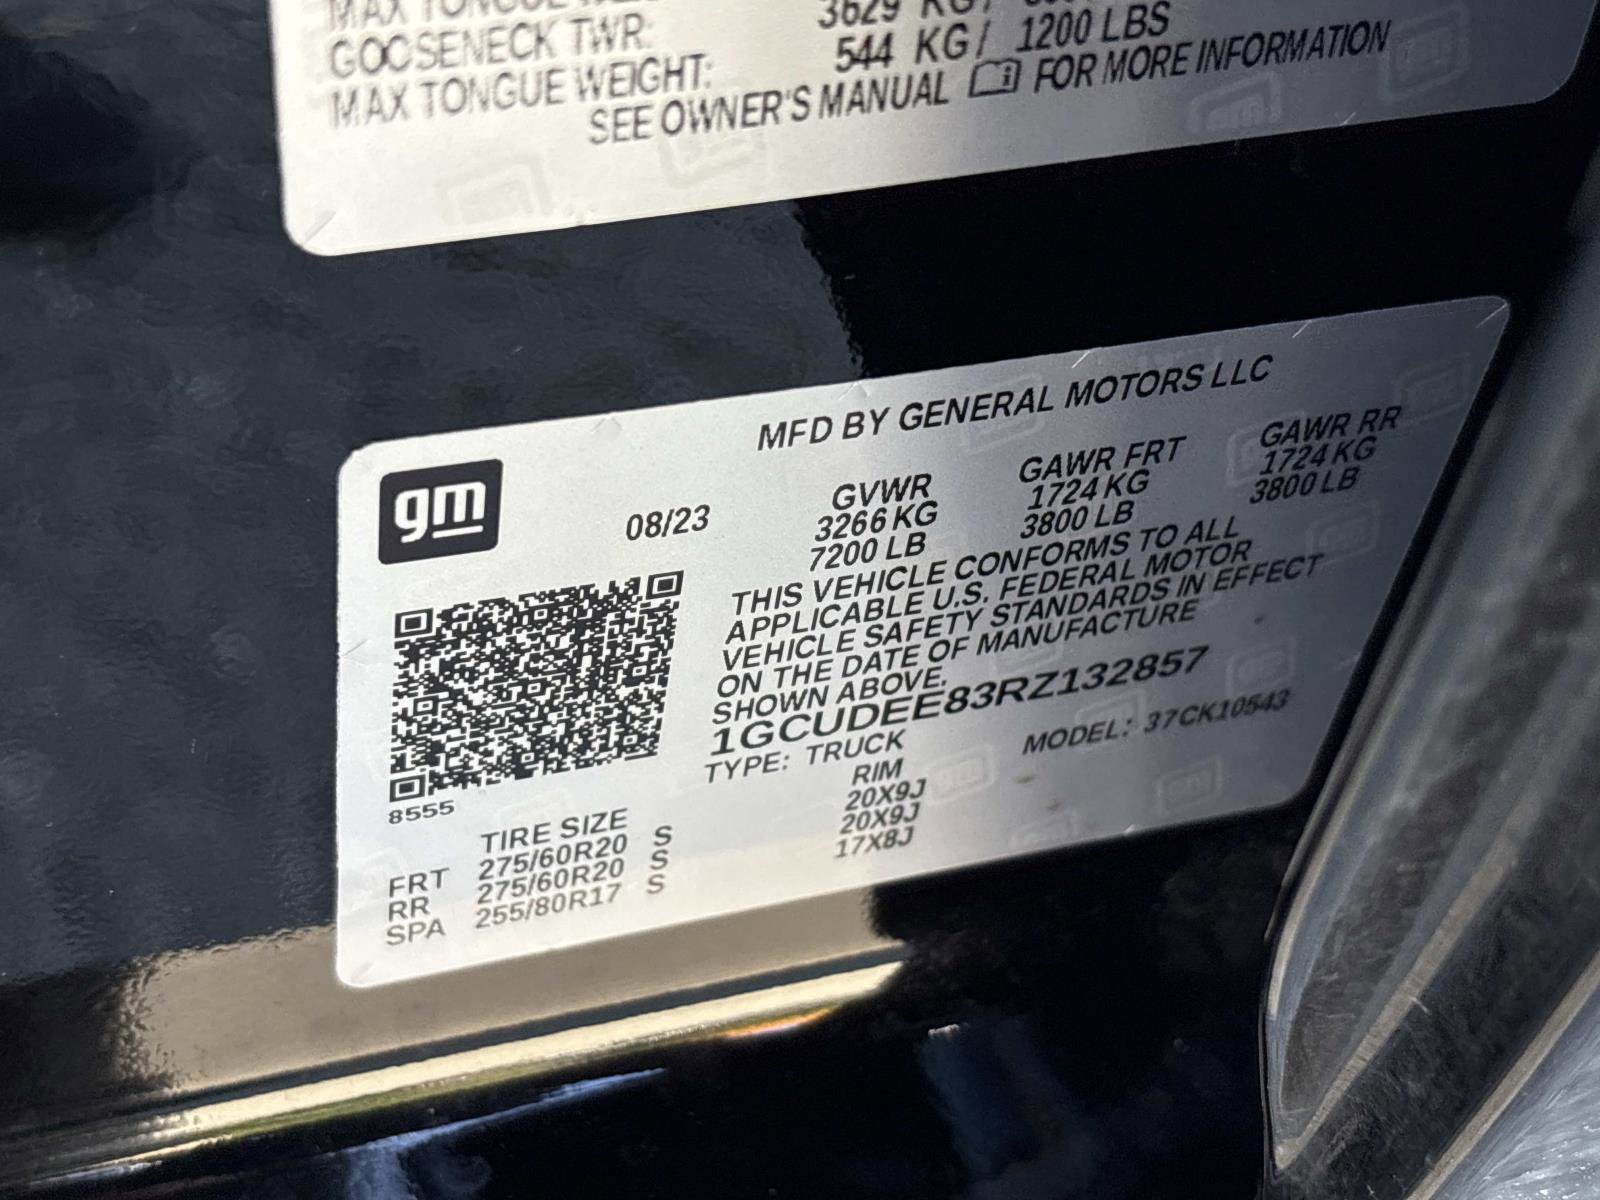 MAX TONGUE
3629 KG/
GOOSENECK TWR:
544 KG/ 1200 LBS
MAX TONGUE WEIGHT:
SEE OWNER'S MANUAL FOR MORE INFORMATION
MFD BY GENERAL MOTORS LLC
gm
08/23
GVWR GAWR FRT GAWR RR
3266 KG 1724 KG 1724 KG
7200 LB 3800 LB 3800 LB
THIS VEHICLE CONFORMS TO ALL
APPLICABLE U.S. FEDERAL MOTOR
VEHICLE SAFETY STANDARDS IN EFFECT
ON THE DATE OF MANUFACTURE
SHOWN ABOVE.
1GCUDEE83RZ132857
TYPE: TRUCK MODEL: 37CK10543
8555
TIRE SIZE RIM
FRT 275/60R20 S 20X9J
RR 275/60R20 S 20X9J
SPA 255/80R17 S 17X8J